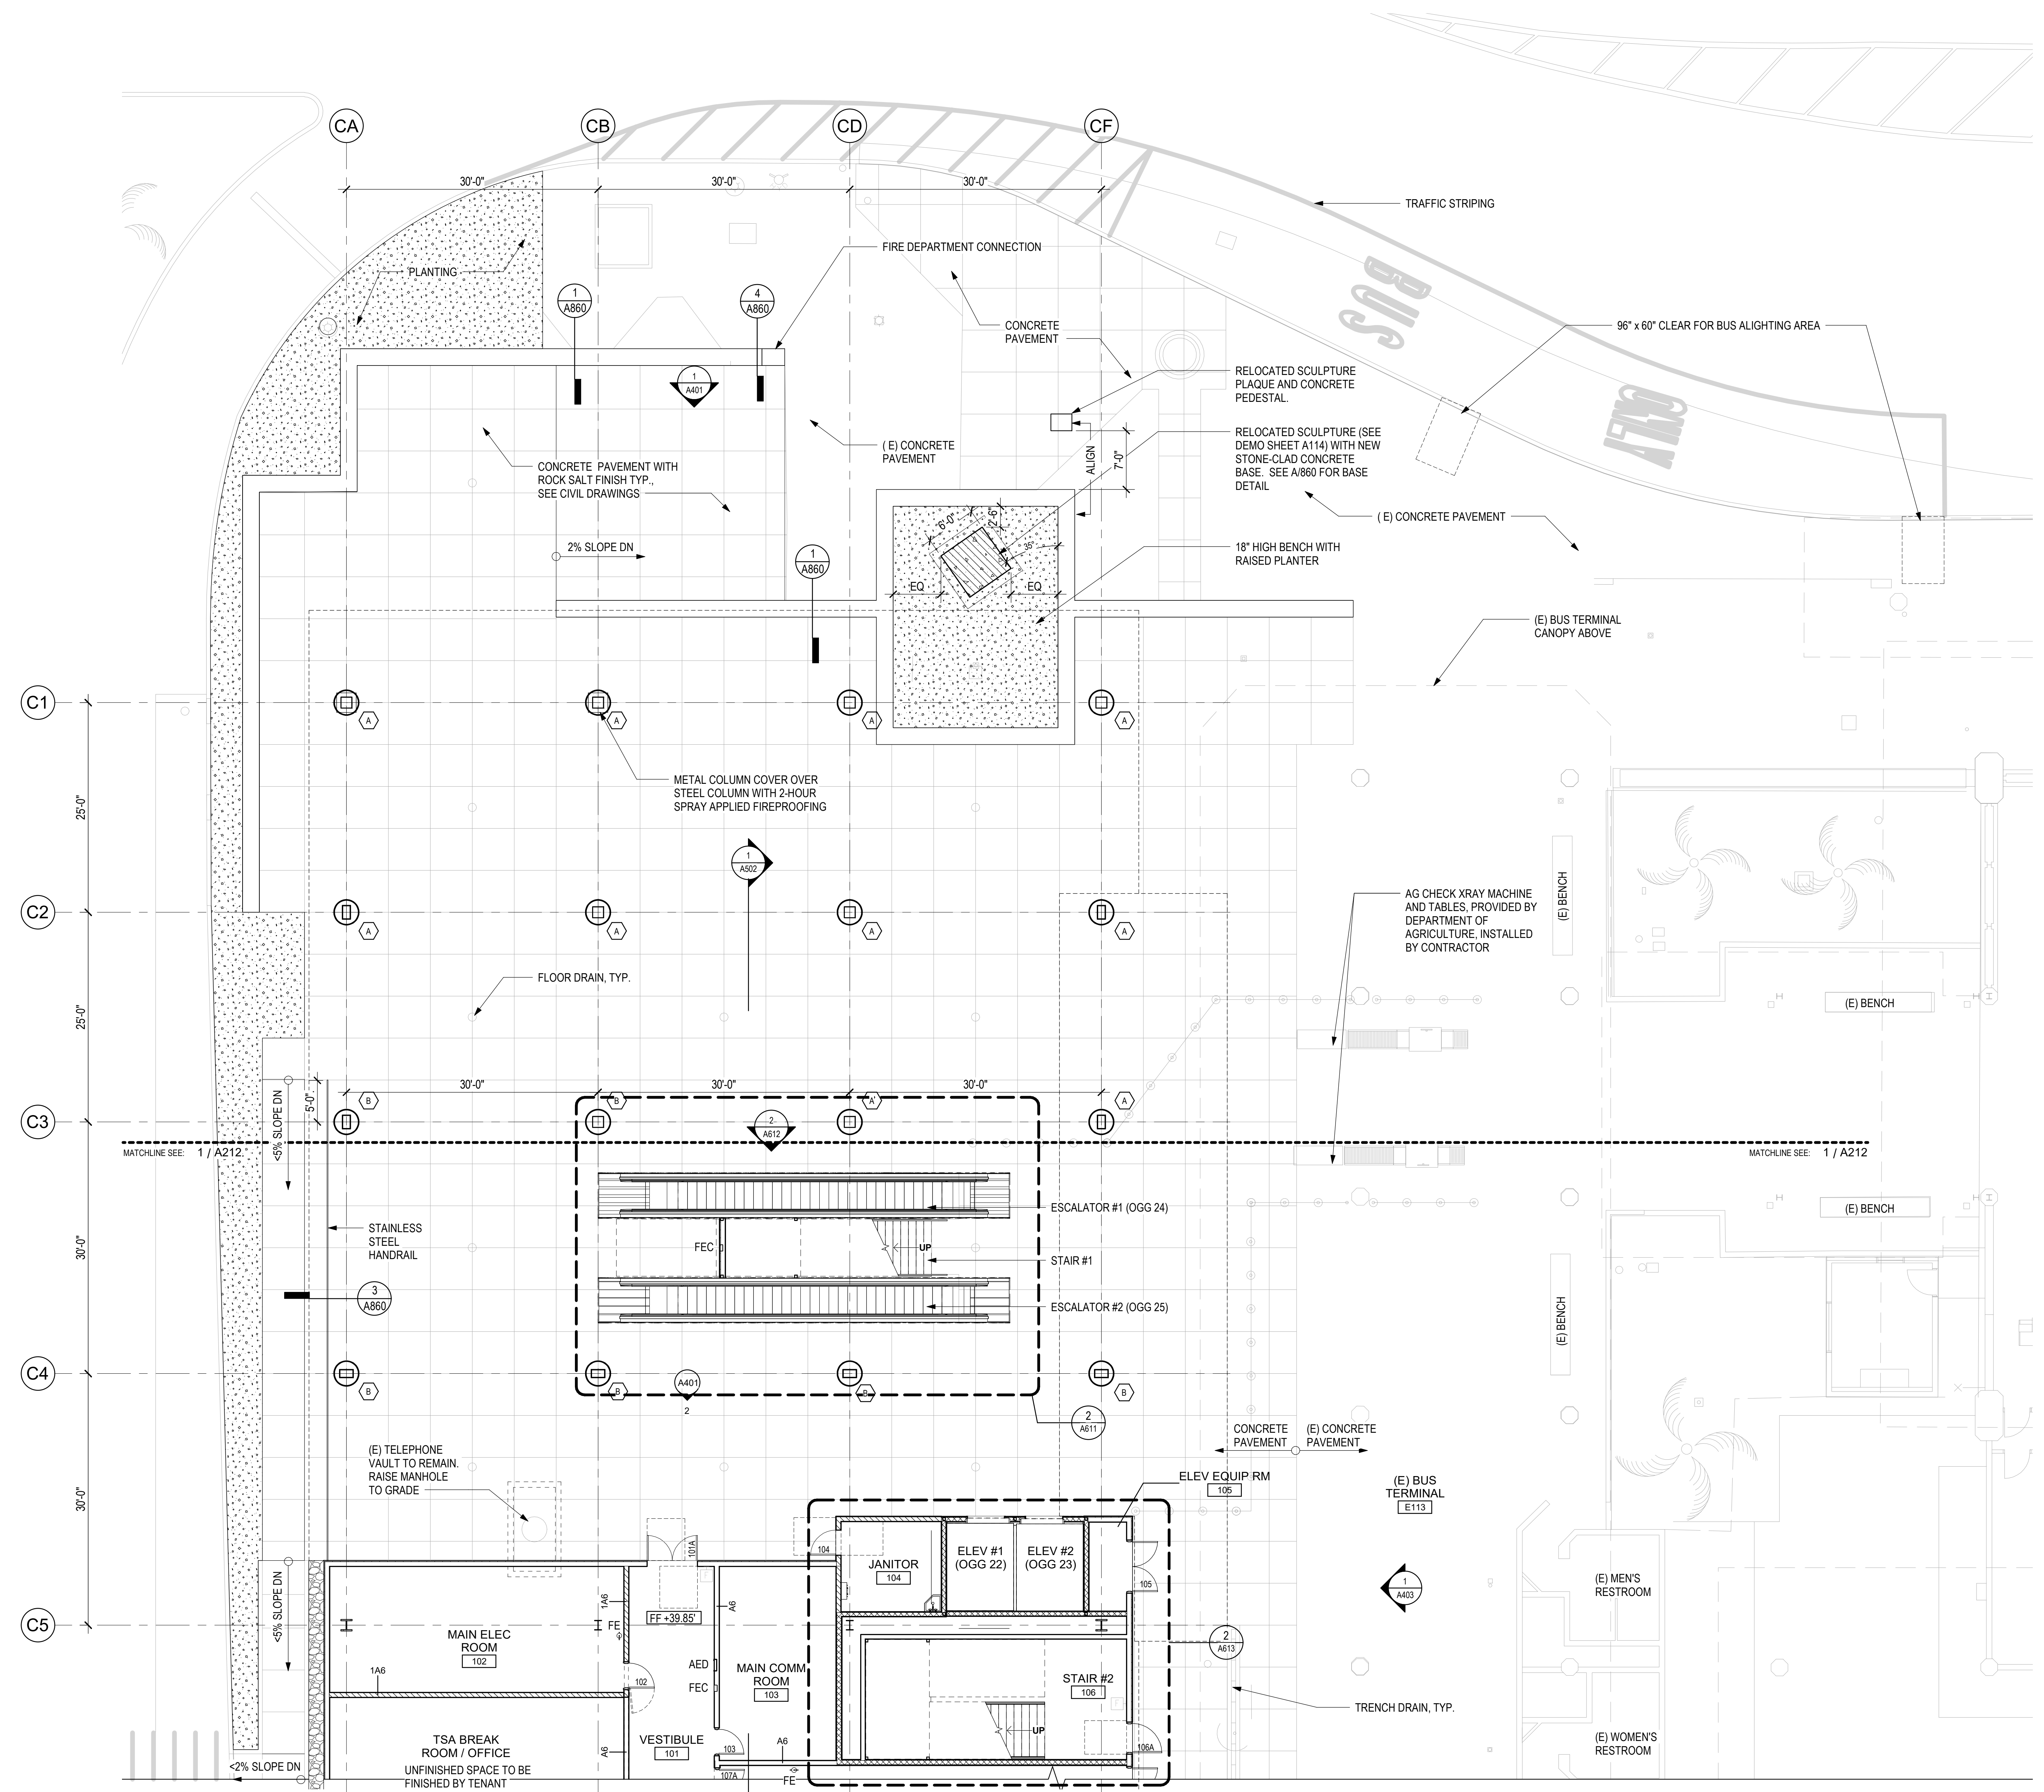 CA
CB
CD
CF
30'-0"
30'-0"
30'-0"
TRAFFIC STRIPING
FIRE DEPARTMENT CONNECTION
PLANTING
1
A860
4
A860
BUS
ONLY
AT
CONCRETE
PAVEMENT
96" x 60" CLEAR FOR BUS ALIGHTING AREA
1
A401
RELOCATED SCULPTURE
PLAQUE AND CONCRETE
PEDESTAL.
( E) CONCRETE
PAVEMENT
ALIGN
7'-0"
RELOCATED SCULPTURE (SEE
DEMO SHEET A114) WITH NEW
STONE-CLAD CONCRETE
BASE. SEE A/860 FOR BASE
DETAIL
CONCRETE PAVEMENT WITH
ROCK SALT FINISH TYP.,
SEE CIVIL DRAWINGS
( E) CONCRETE PAVEMENT
6'-0"
2'-6"
35°
2% SLOPE DN
1
A860
18" HIGH BENCH WITH
RAISED PLANTER
EQ
EQ
(E) BUS TERMINAL
CANOPY ABOVE
C1
A
A
A
A
METAL COLUMN COVER OVER
STEEL COLUMN WITH 2-HOUR
SPRAY APPLIED FIREPROOFING
25'-0"
1
A502
AG CHECK XRAY MACHINE
AND TABLES, PROVIDED BY
DEPARTMENT OF
AGRICULTURE, INSTALLED
BY CONTRACTOR
(E) BENCH
C2
A
A
A
A
FLOOR DRAIN, TYP.
25'-0"
(E) BENCH
30'-0"
30'-0"
30'-0"
<5% SLOPE DN
5'-0"
B
B
A'
A
C3
2
A612
MATCHLINE SEE: 1 / A212
MATCHLINE SEE: 1 / A212
ESCALATOR #1 (OGG 24)
(E) BENCH
STAINLESS
STEEL
HANDRAIL
FEC
UP
STAIR #1
30'-0"
3
A860
ESCALATOR #2 (OGG 25)
(E) BENCH
C4
B
B
A401
2
B
B
2
A611
CONCRETE
PAVEMENT
(E) CONCRETE
PAVEMENT
(E) TELEPHONE
VAULT TO REMAIN.
RAISE MANHOLE
TO GRADE
30'-0"
ELEV EQUIP RM
105
(E) BUS
TERMINAL
E113
101A
104
JANITOR
104
ELEV #1
(OGG 22)
ELEV #2
(OGG 23)
105
1
A403
(E) MEN'S
RESTROOM
<5% SLOPE DN
1A6
A6
FF +39.85'
C5
FE
MAIN ELEC
ROOM
102
2
A613
1A6
102
AED
FEC
MAIN COMM
ROOM
103
STAIR #2
106
UP
TRENCH DRAIN, TYP.
TSA BREAK
ROOM / OFFICE
UNFINISHED SPACE TO BE
FINISHED BY TENANT
A6
VESTIBULE
101
103
A6
106A
(E) WOMEN'S
RESTROOM
<2% SLOPE DN
107A
FE